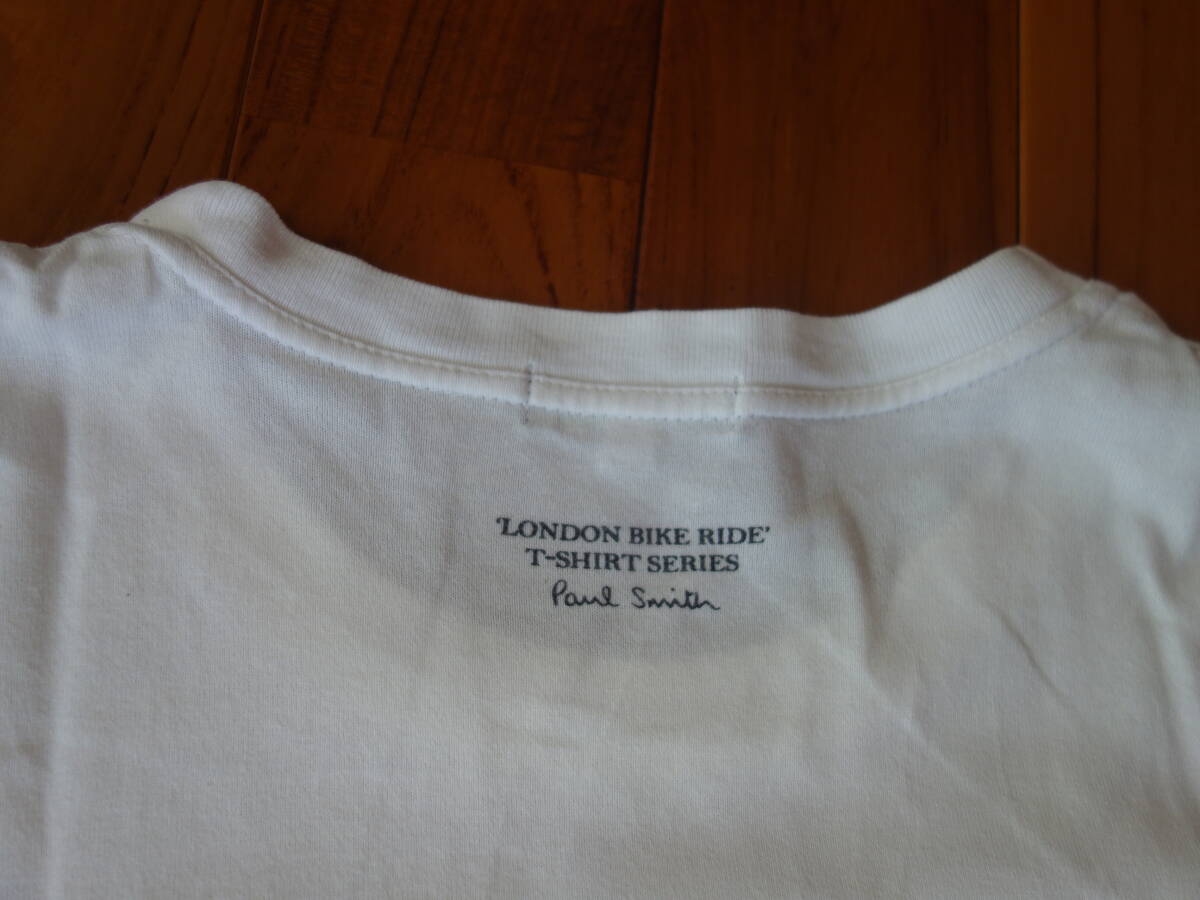 'LONDON BIKE RIDE'
T-SHIRT SERIES
Paul Smith